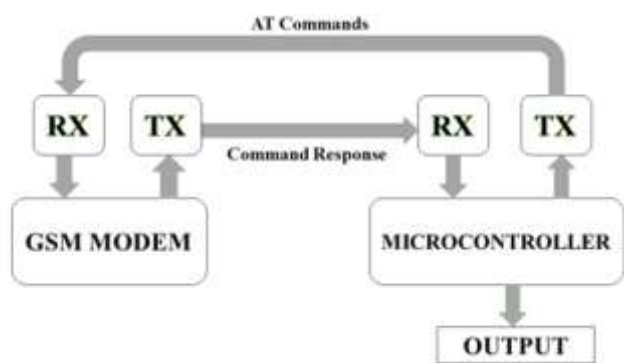 AT Commands
RX
TX
RX
TX
Command Response
GSM MODEM
MICROCONTROLLER
OUTPUT